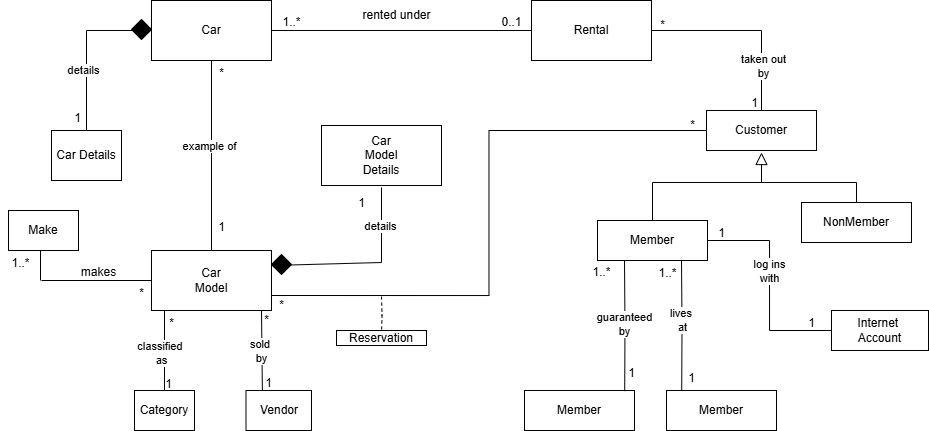 Car
1..*
rented under
0..1
Rental
*
details
*
taken out
by
1
1
Customer
*
Car Details
example of
Car
Model
Details
1
details
Make
1
Member
1
NonMember
1..*
makes
*
Car
Model
*
1..*
1..*
log ins
with
*
*
Reservation
guaranteed
by
lives
at
1
Internet
Account
classified
as
sold
by
1
1
1
1
Category
Vendor
Member
Member